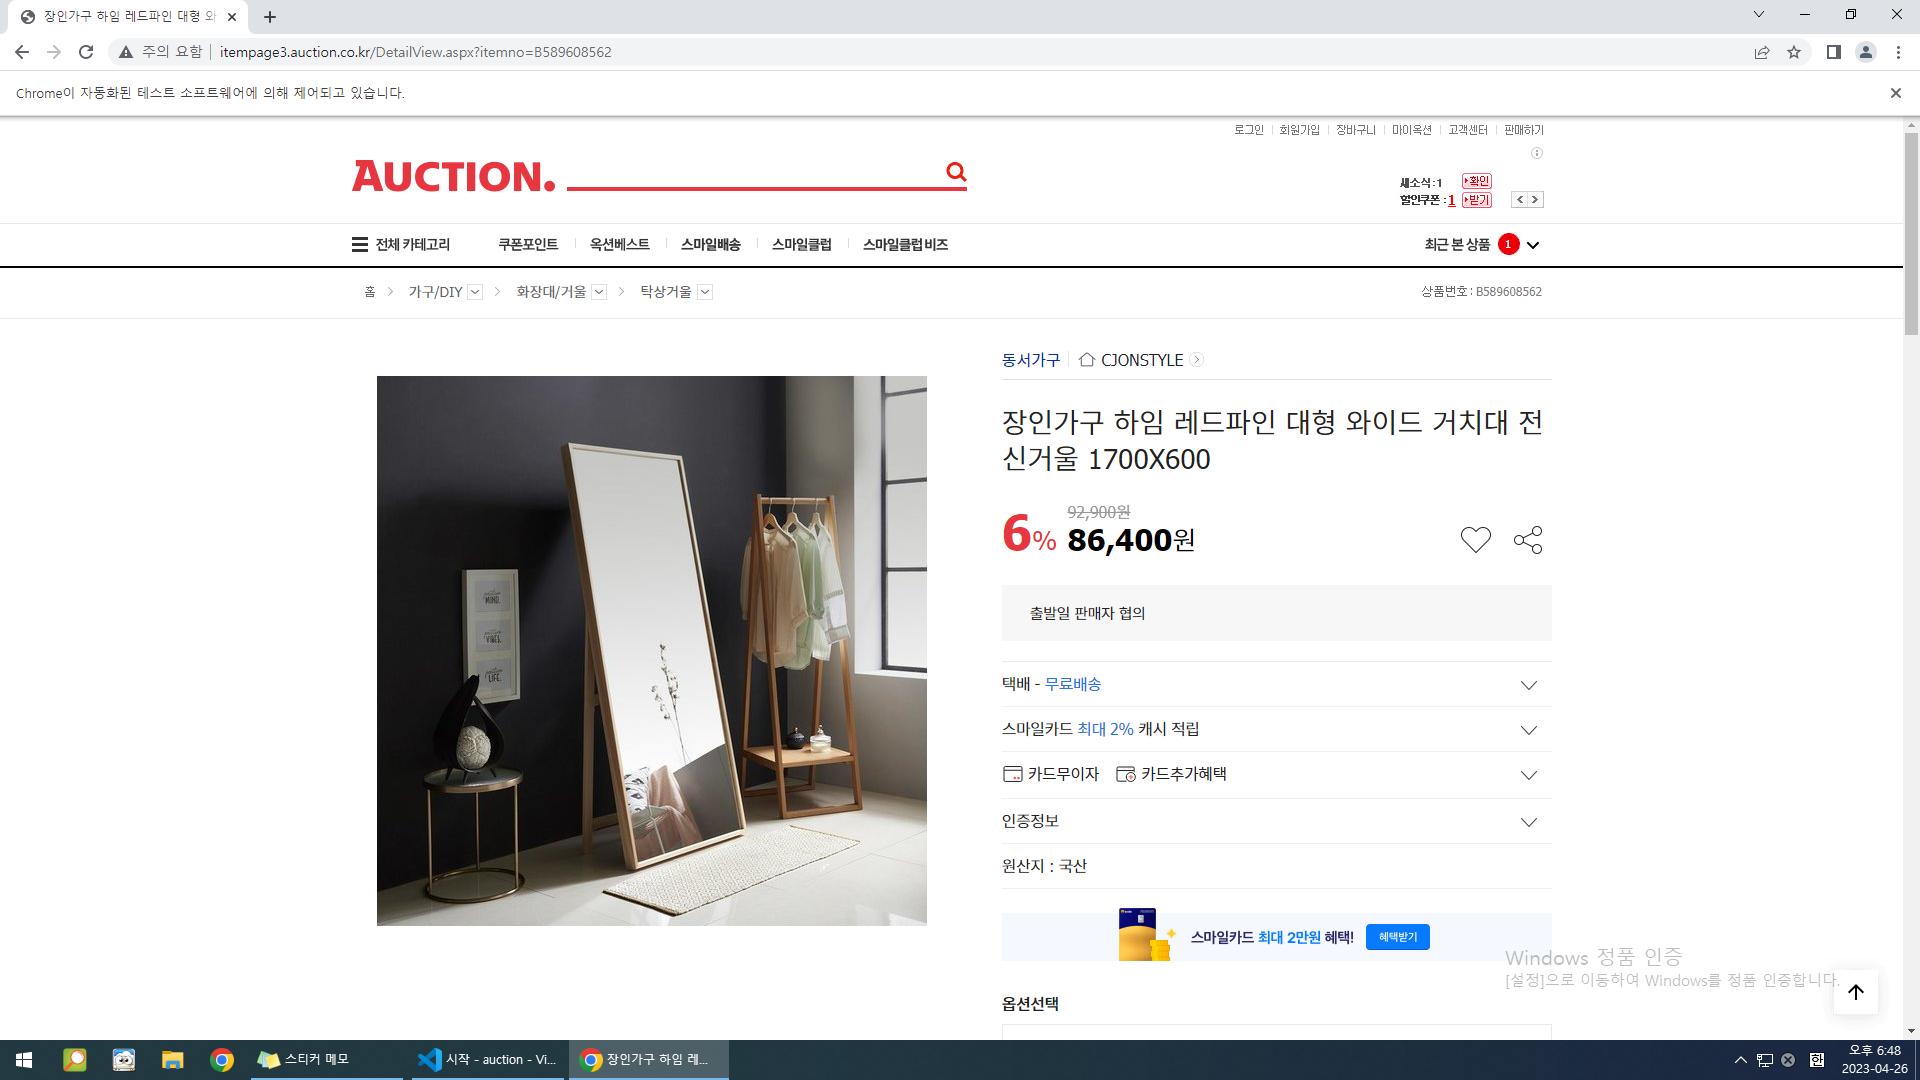 장인가구 하임 레드파인 대형 와
주의 요함
itempage3.auction.co.kr/DetailView.aspx?itemno=B589608562
Chrome이 자동화된 테스트 소프트웨어에 의해 제어되고 있습니다.
로그인 회원가입 장바구니 마이옥션 고객센터 판매하기
AUCTION.
새소식:1 확인
할인쿠폰 :1 받기
전체 카테고리 쿠폰포인트 옥션베스트 스마일배송 스마일클럽 스마일클럽 비즈 최근 본 상품 1
홈 가구/DIY 화장대/거울 탁상거울 상품번호 : B589608562
동서가구 CJONSTYLE
장인가구 하임 레드파인 대형 와이드 거치대 전
신거울 1700X600
92,900원
6% 86,400원
출발일 판매자 협의
택배 - 무료배송
스마일카드 최대 2% 캐시 적립
카드무이자 카드추가혜택
인증정보
원산지 : 국산
스마일카드 최대 2만원 혜택! 혜택받기
Windows 정품 인증
[설정]으로 이동하여 Windows를 정품 인증합니다.
옵션선택
스티커 메모
시작 - auction - Vi...
장인가구 하임 레...
한
오후 6:48
2023-04-26